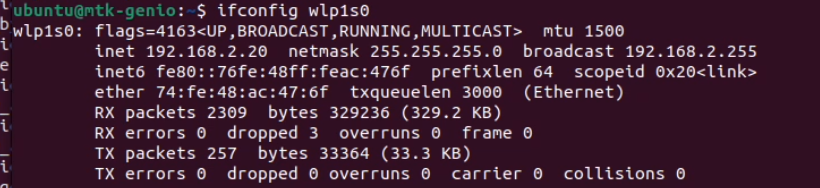 ubuntu@mtk-genio:~$ ifconfig wlp1s0
wlp1s0: flags=4163<UP,BROADCAST,RUNNING,MULTICAST>  mtu 1500
        inet 192.168.2.20  netmask 255.255.255.0  broadcast 192.168.2.255
        inet6 fe80::76fe:48ff:feac:476f  prefixlen 64  scopeid 0x20<link>
        ether 74:fe:48:ac:47:6f  txqueuelen 3000  (Ethernet)
        RX packets 2309  bytes 329236 (329.2 KB)
        RX errors 0  dropped 3  overruns 0  frame 0
        TX packets 257  bytes 33364 (33.3 KB)
        TX errors 0  dropped 0 overruns 0  carrier 0  collisions 0